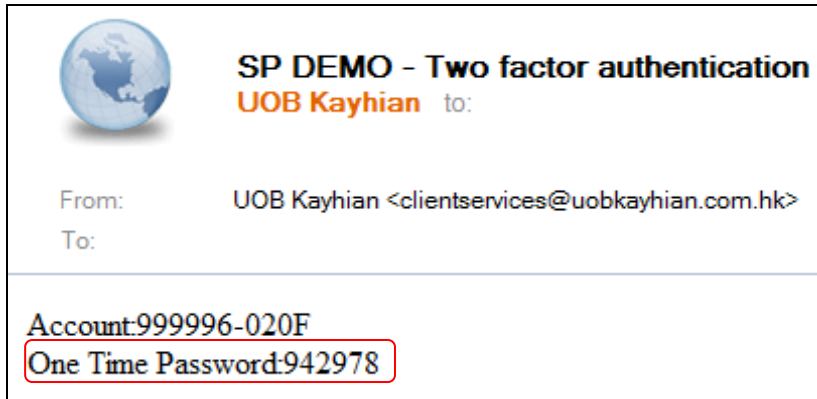 SP DEMO - Two factor authentication
UOB Kayhian to:
From: UOB Kayhian <clientservices@uobkayhian.com.hk>
To:
Account:999996-020F
One Time Password:942978